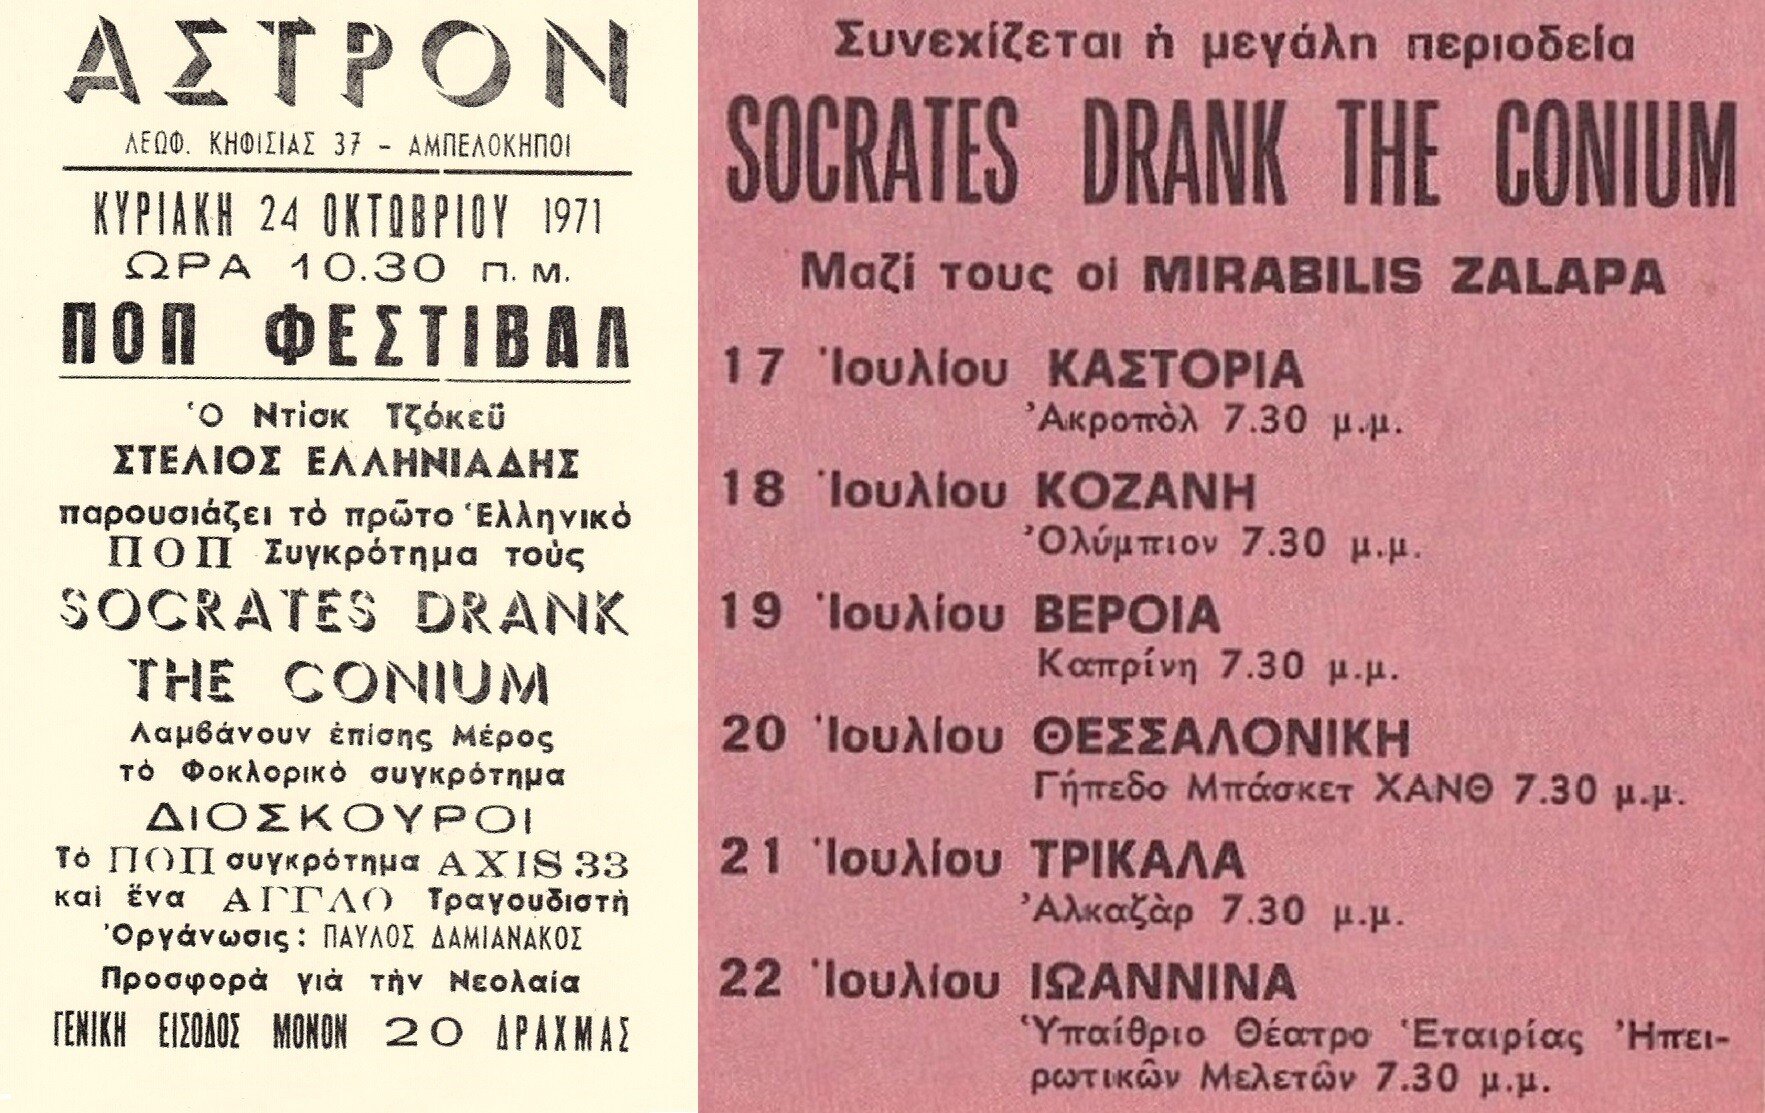 ΑΣΤΡΟΝ
ΛΕΩΦ. ΚΗΦΙΣΙΑΣ 37 – ΑΜΠΕΛΟΚΗΠΟΙ
ΚΥΡΙΑΚΗ 24 ΟΚΤΩΒΡΙΟΥ 1971
ΩΡΑ 10.30 π. μ.
ΠΟΠ ΦΕΣΤΙΒΑΛ
Ὁ Ντὶσκ Τζόκεϋ
ΣΤΕΛΙΟΣ ΕΛΛΗΝΙΑΔΗΣ
παρουσιάζει τὸ πρῶτο Ἑλληνικὸ
ΠΟΠ Συγκρότημα τοὺς
SOCRATES DRANK
THE CONIUM
Λαμβάνουν ἐπίσης Μέρος
τὸ Φοκλορικὸ συγκρότημα
ΔΙΟΣΚΟΥΡΟΙ
Τὸ ΠΟΠ συγκρότημα AXIS 33
καὶ ἕνα ΑΓΓΛΟ Τραγουδιστὴ
Ὀργάνωσις: ΠΑΥΛΟΣ ΔΑΜΙΑΝΑΚΟΣ
Προσφορὰ γιὰ τὴν Νεολαία
ΓΕΝΙΚΗ ΕΙΣΟΔΟΣ ΜΟΝΟΝ 20 ΔΡΑΧΜΑΣ
Συνεχίζεται ἡ μεγάλη περιοδεία
SOCRATES DRANK THE CONIUM
Μαζί τους οἱ MIRABILIS ZALAPA
17 Ἰουλίου ΚΑΣΤΟΡΙΑ
Ἀκροπὸλ 7.30 μ.μ.
18 Ἰουλίου ΚΟΖΑΝΗ
Ὀλύμπιον 7.30 μ.μ.
19 Ἰουλίου ΒΕΡΟΙΑ
Καπρίνη 7.30 μ.μ.
20 Ἰουλίου ΘΕΣΣΑΛΟΝΙΚΗ
Γήπεδο Μπάσκετ ΧΑΝΘ 7.30 μ.μ.
21 Ἰουλίου ΤΡΙΚΑΛΑ
Ἀλκαζὰρ 7.30 μ.μ.
22 Ἰουλίου ΙΩΑΝΝΙΝΑ
Ὑπαίθριο Θέατρο Ἑταιρίας Ἠπει-
ρωτικῶν Μελετῶν 7.30 μ.μ.